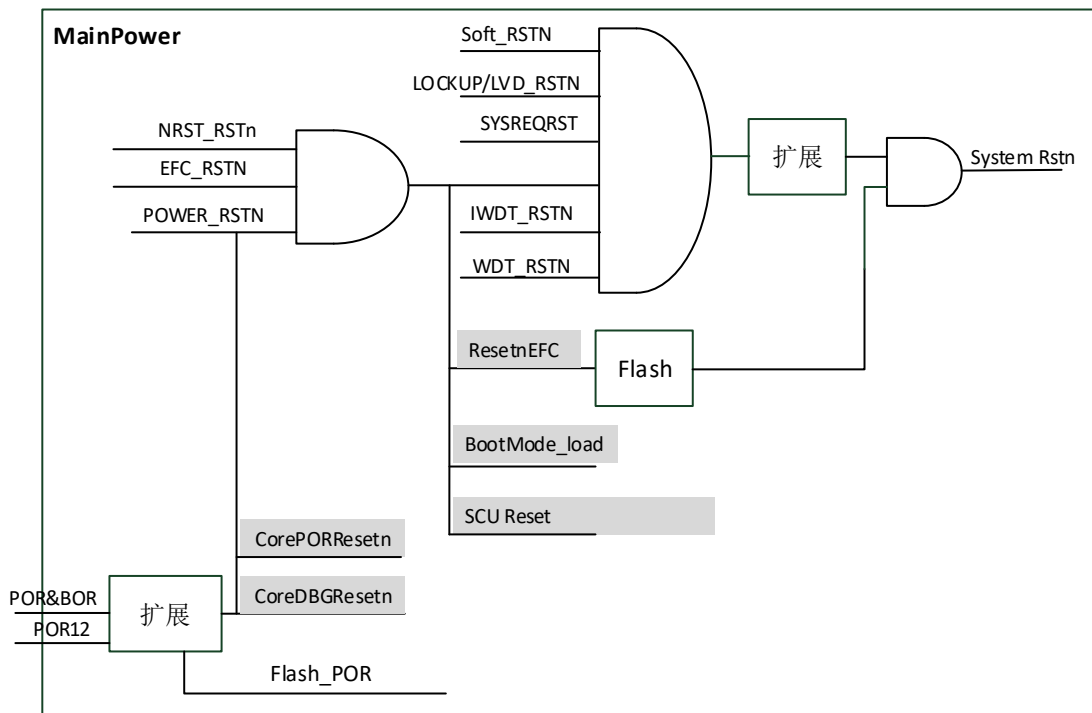 MainPower
Soft_RSTN
LOCKUP/LVD_RSTN
SYSREQRST
NRST_RSTn
EFC_RSTN
POWER_RSTN
扩展
System Rstn
IWDT_RSTN
WDT_RSTN
ResetnEFC
Flash
BootMode_load
SCU Reset
CorePORResetn
CoreDBGResetn
POR&BOR
POR12
扩展
Flash_POR